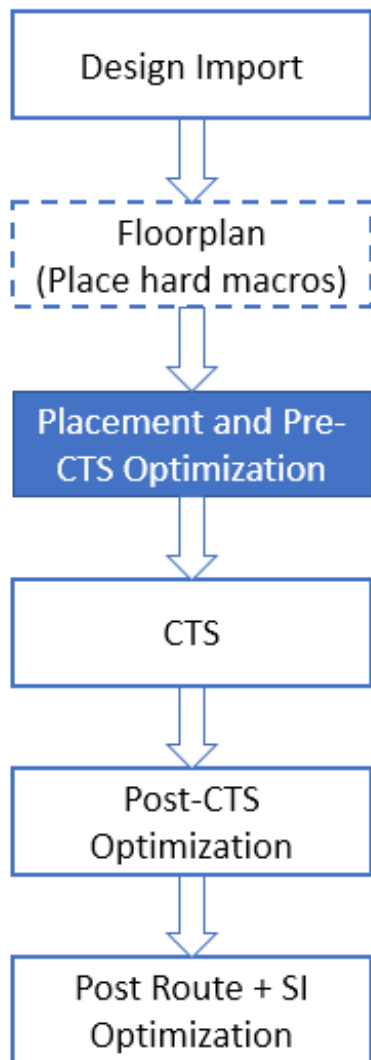 Design Import
Floorplan
(Place hard macros)
Placement and Pre-
CTS Optimization
CTS
Post-CTS
Optimization
Post Route + SI
Optimization